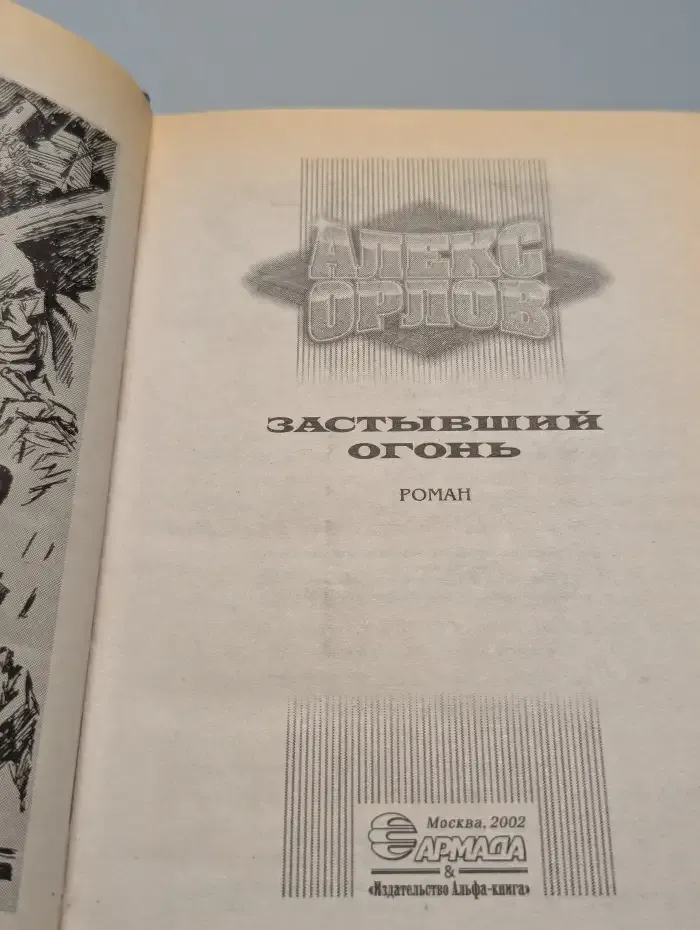 АЛЕКС
ОРЛОВ
ЗАСТЫВШИЙ
ОГОНЬ
РОМАН
Москва, 2002
АРМАДА
&
«Издательство Альфа-книга»